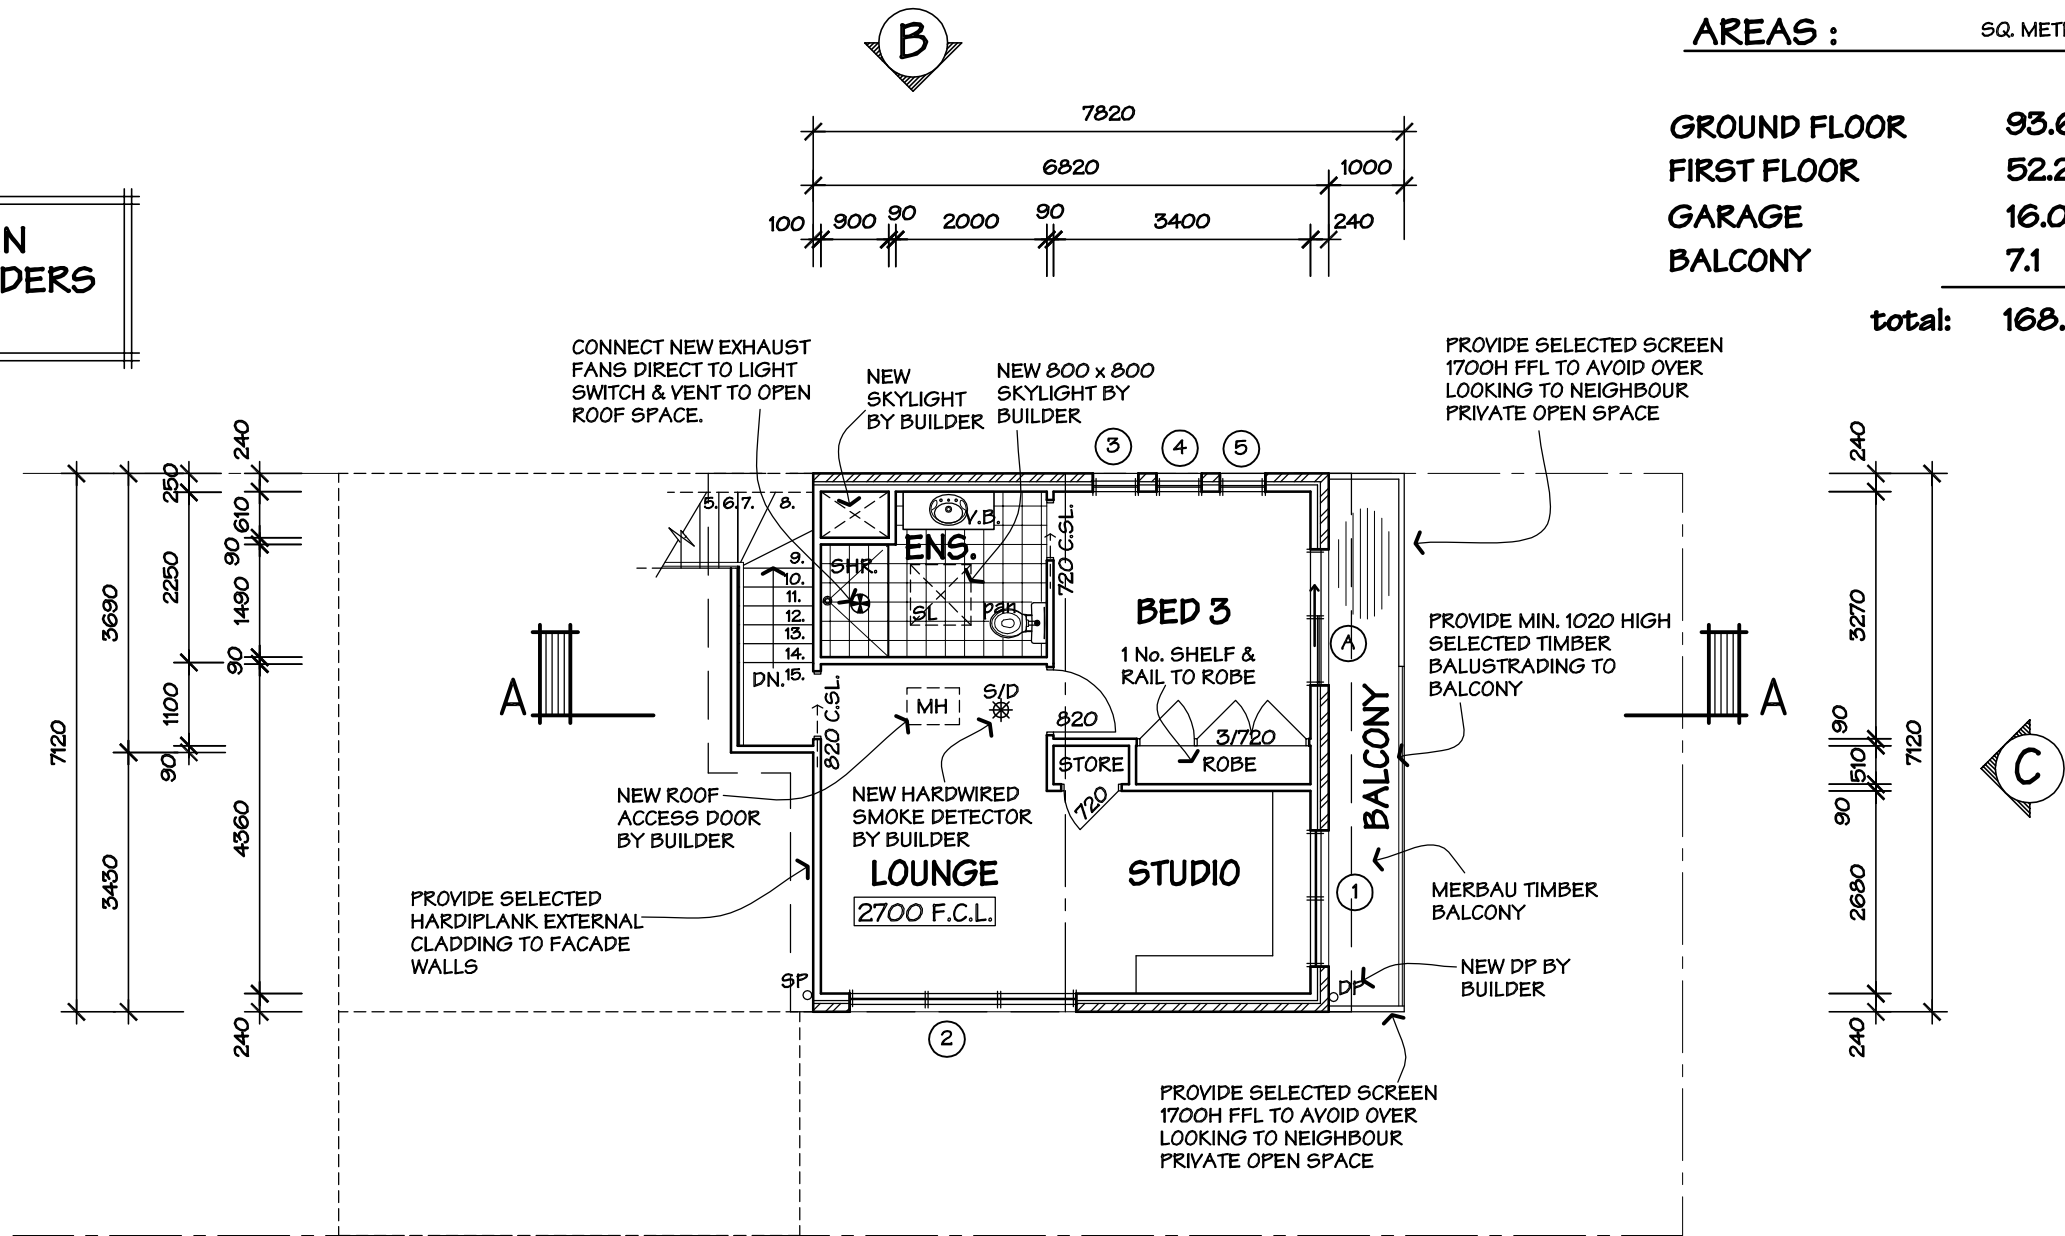 B
AREAS :
SQ. MET
GROUND FLOOR 93.6
FIRST FLOOR 52.2
GARAGE 16.0
BALCONY 7.1
total: 168.
N
DERS
7820
6820 1000
100 900 90 2000 90 3400 240
CONNECT NEW EXHAUST
FANS DIRECT TO LIGHT
SWITCH & VENT TO OPEN
ROOF SPACE.
NEW
SKYLIGHT
BY BUILDER
NEW 800 x 800
SKYLIGHT BY
BUILDER
PROVIDE SELECTED SCREEN
1700H FFL TO AVOID OVER
LOOKING TO NEIGHBOUR
PRIVATE OPEN SPACE
3 4 5
7120
3690
3430
250
2250
1100
90
240
610
90
1490
90
4360
240
5. 6. 7. 8.
9.
10.
11.
12.
13.
14.
15.
DN.
V.B.
ENS.
SHR.
SL
pan
720 C.SL.
BED 3
1 No. SHELF &
RAIL TO ROBE
A
PROVIDE MIN. 1020 HIGH
SELECTED TIMBER
BALUSTRADING TO
BALCONY
A
A
MH
S/D
820 C.SL.
820
3/720
STORE
ROBE
720
BALCONY
NEW ROOF
ACCESS DOOR
BY BUILDER
NEW HARDWIRED
SMOKE DETECTOR
BY BUILDER
LOUNGE
2700 F.C.L.
STUDIO
1
MERBAU TIMBER
BALCONY
PROVIDE SELECTED
HARDIPLANK EXTERNAL
CLADDING TO FACADE
WALLS
SP
DP
NEW DP BY
BUILDER
2
PROVIDE SELECTED SCREEN
1700H FFL TO AVOID OVER
LOOKING TO NEIGHBOUR
PRIVATE OPEN SPACE
240
3270
90
510
90
2680
240
7120
C